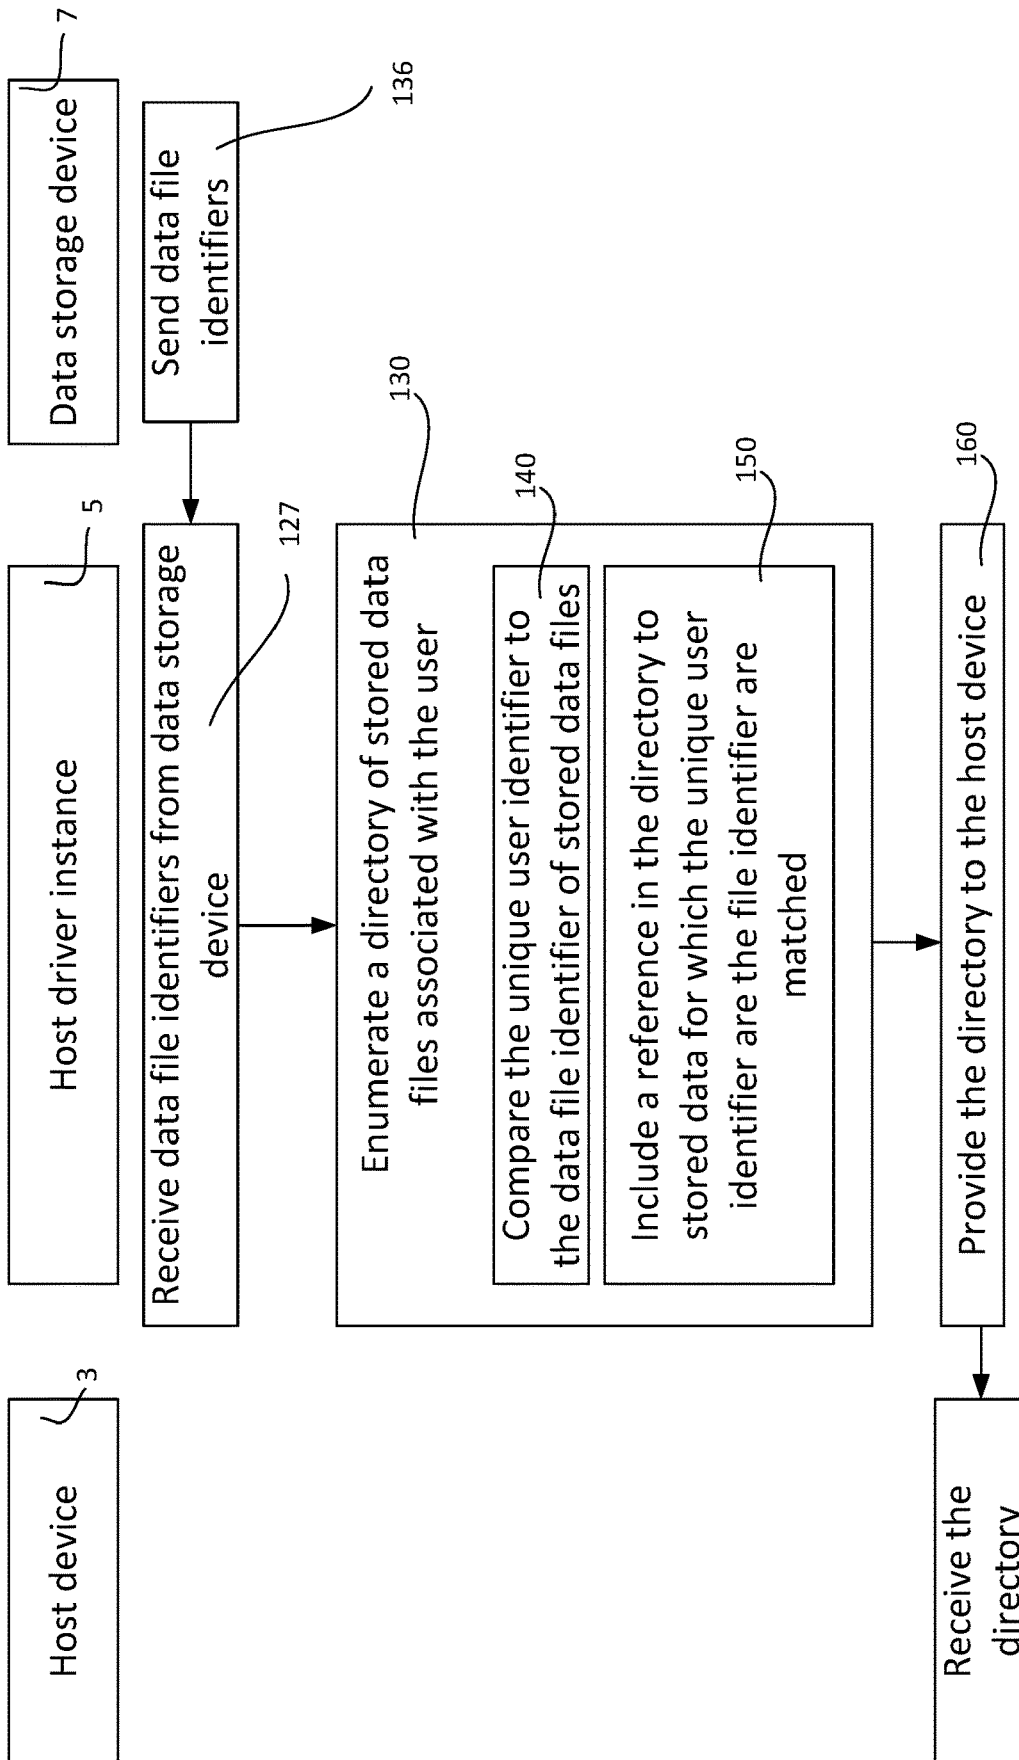 Host device
3
Host driver instance
5
Data storage device
7
Receive data file identifiers from data storage
device
127
Send data file
identifiers
136
Enumerate a directory of stored data
files associated with the user
130
Compare the unique user identifier to
the data file identifier of stored data files
140
Include a reference in the directory to
stored data for which the unique user
identifier are the file identifier are
matched
150
Provide the directory to the host device
160
Receive the
directory